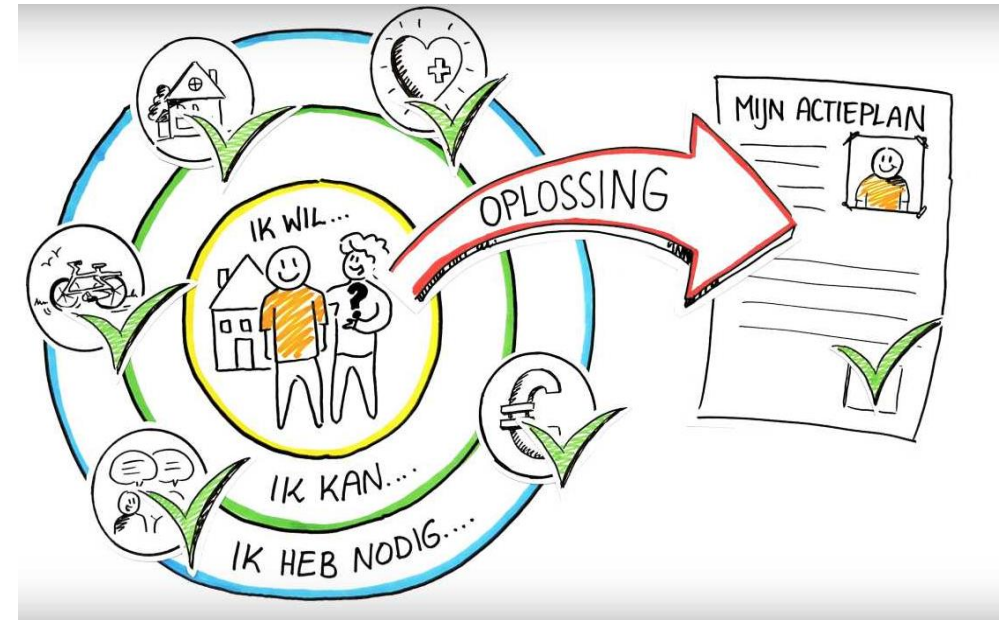 IK WIL...
?
IK KAN...
IK HEB NODIG....
€
OPLOSSING
MIJN ACTIEPLAN